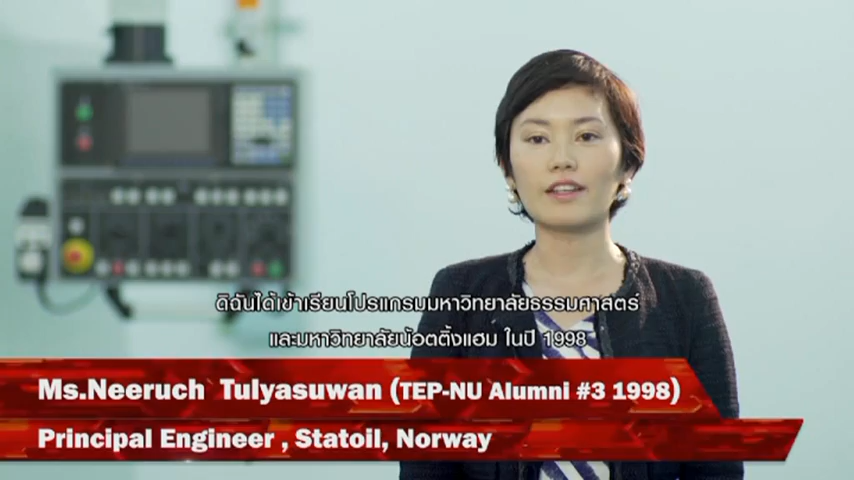 ดิฉันได้เข้าเรียนโปรแกรมมหาวิทยาลัยธรรมศาสตร์
และมหาวิทยาลัยน้อตติ้งแฮม ในปี 1998
Ms.Neeruch Tulyasuwan (TEP-NU Alumni #3 1998)
Principal Engineer , Statoil, Norway